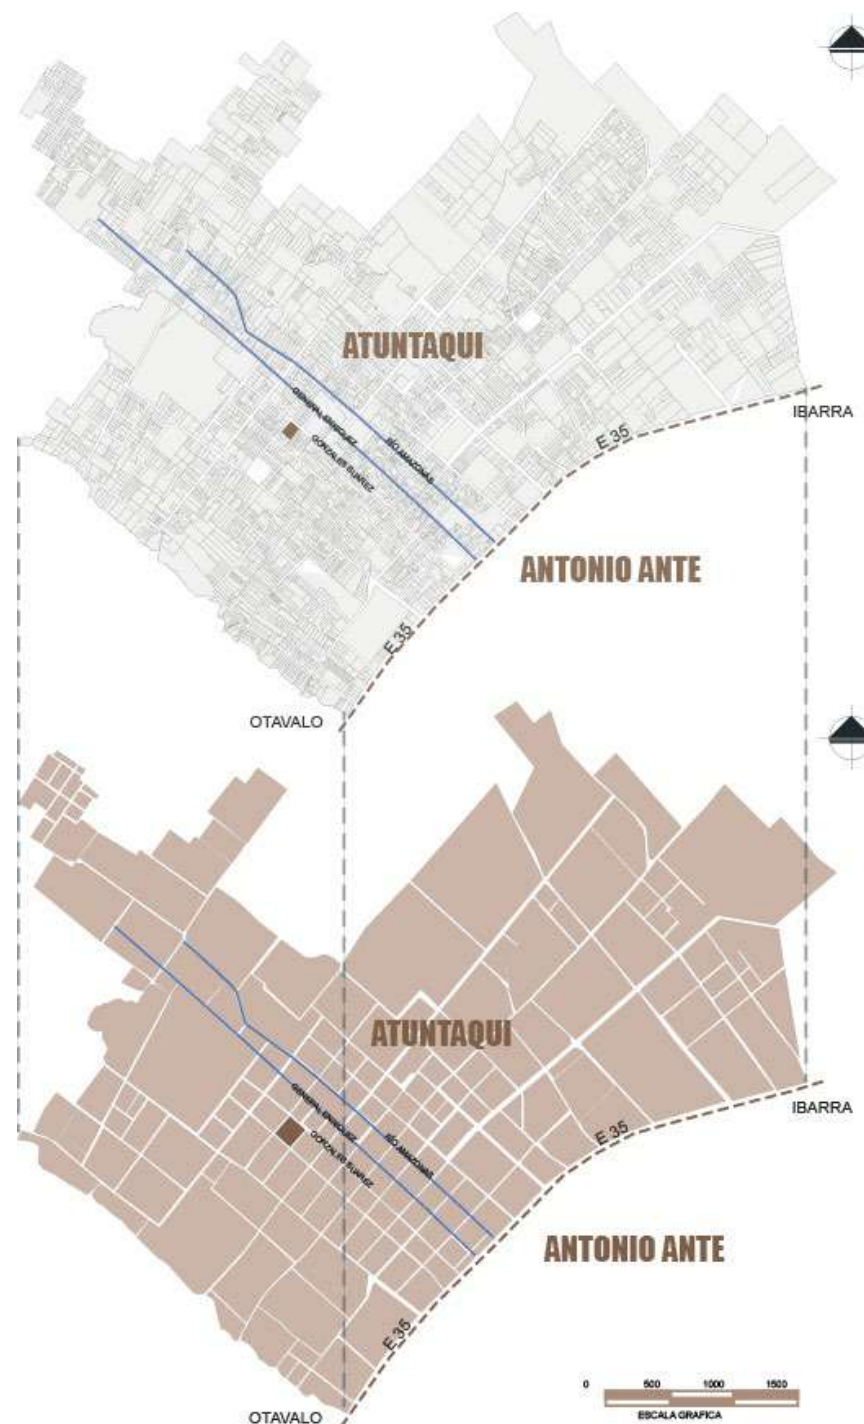 ATUNTAQUI
IBARRA
E 35
GENERAL ENRIQUEZ
GONZALES SUAREZ
RÍO AMAZONAS
ANTONIO ANTE
E 35
OTAVALO
ATUNTAQUI
IBARRA
GENERAL ENRIQUEZ
GONZALES SUAREZ
RÍO AMAZONAS
E 35
ANTONIO ANTE
E 35
0 500 1000 1500
ESCALA GRAFICA
OTAVALO